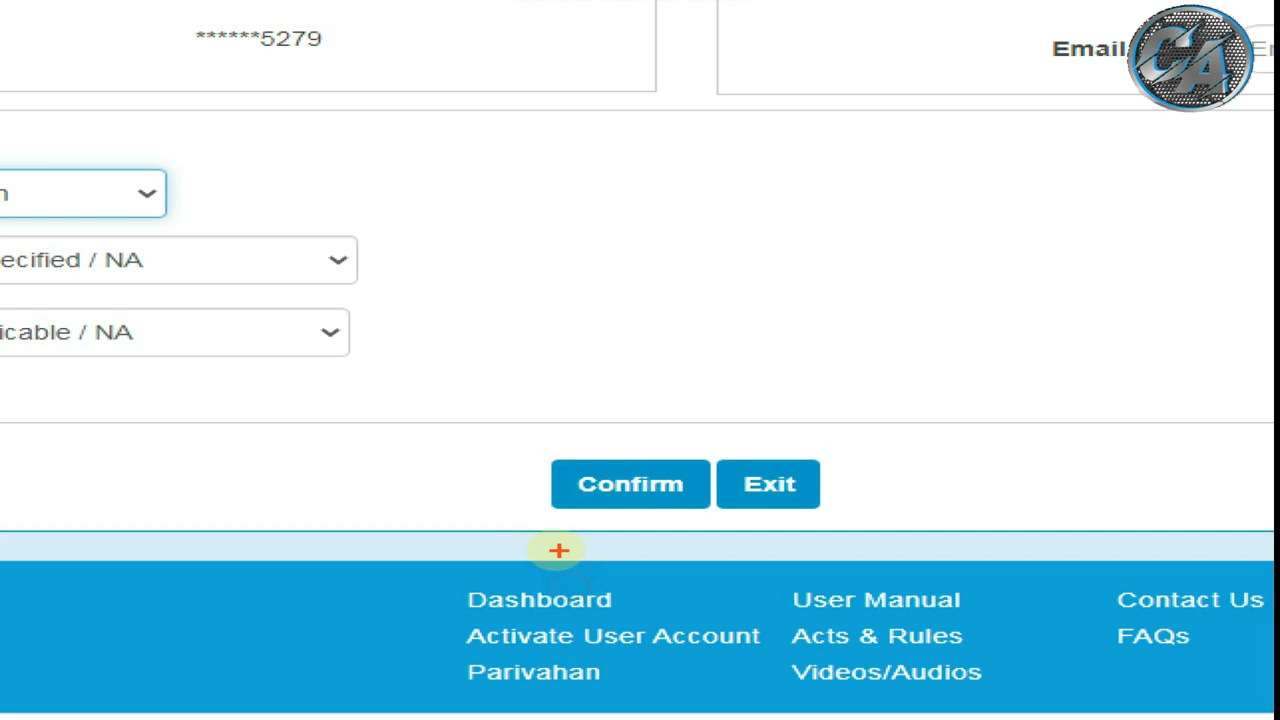 ******5279
Email
CA
n
ecified / NA
icable / NA
Confirm
Exit
Dashboard
User Manual
Contact Us
Activate User Account
Acts & Rules
FAQs
Parivahan
Videos/Audios